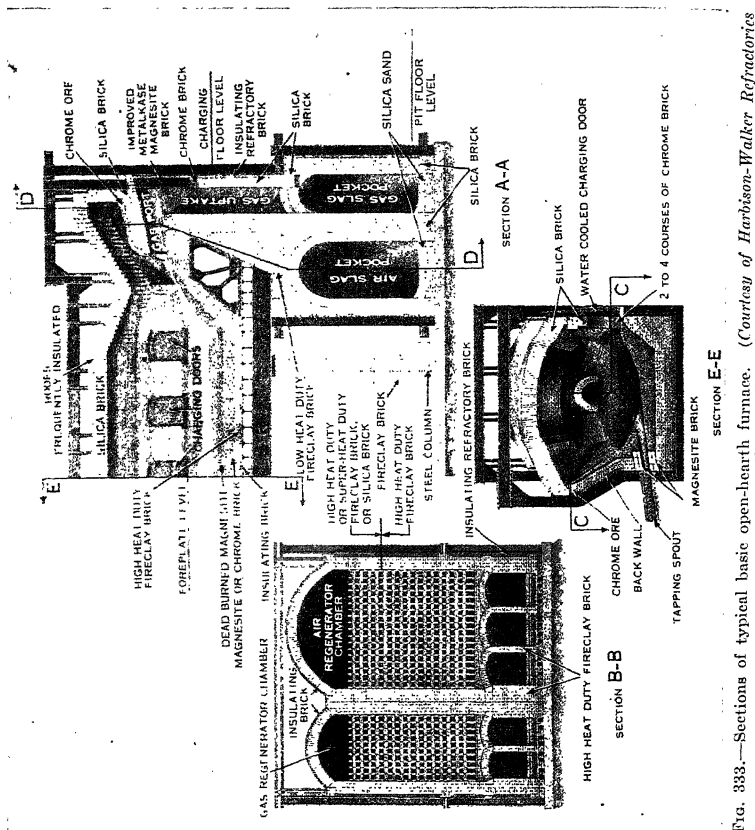 CHROME ORE
SILICA BRICK
IMPROVED
METALKASE
MAGNESITE
BRICK
CHROME BRICK
CHARGING
FLOOR LEVEL
INSULATING
REFRACTORY
BRICK
SILICA
BRICK
SILICA SAND
PIT FLOOR
LEVEL
D
GAS PORT
GAS UPTAKE
GAS SLAG
POCKET
AIR SLAG
POCKET
SILICA BRICK
D
SECTION A-A
FREQUENTLY INSULATED
SILICA BRICK
CHARGING DOORS
E
E
HIGH HEAT DUTY
FIRECLAY BRICK
FOREPLATE LEVEL
DEAD BURNED MAGNESITE
MAGNESITE OR CHROME BRICK
INSULATING BRICK
LOW HEAT DUTY
FIRECLAY BRICK
HIGH HEAT DUTY
OR SUPER-HEAT DUTY
FIRECLAY BRICK,
OR SILICA BRICK
FIRECLAY BRICK
HIGH HEAT DUTY
FIRECLAY BRICK
STEEL COLUMN
GAS REGENERATOR CHAMBER
INSULATING
BRICK
AIR
REGENERATOR
CHAMBER
INSULATING REFRACTORY BRICK
HIGH HEAT DUTY FIRECLAY BRICK
SECTION B-B
SILICA BRICK
WATER COOLED CHARGING DOOR
C
2 TO 4 COURSES OF CHROME BRICK
C
CHROME ORE
BACK WALL
TAPPING SPOUT
MAGNESITE BRICK
SECTION E-E
FIG. 333.—Sections of typical basic open-hearth furnace. (Courtesy of Harbison-Walker Refractories